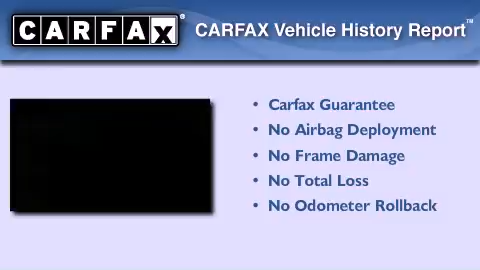 CARFAX® CARFAX Vehicle History Report™
• Carfax Guarantee
• No Airbag Deployment
• No Frame Damage
• No Total Loss
• No Odometer Rollback